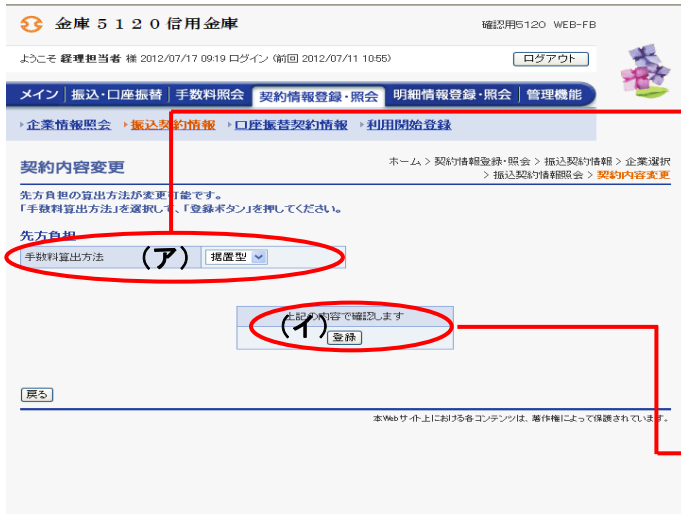 金庫５１２０信用金庫
確認用5120 WEB-FB
ようこそ 経理担当者 様 2012/07/17 09:19 ログイン (前回 2012/07/11 10:55)
ログアウト
メイン 振込・口座振替 手数料照会 契約情報登録・照会 明細情報登録・照会 管理機能
企業情報照会 振込契約情報 口座振替契約情報 利用開始登録
契約内容変更
ホーム > 契約情報登録・照会 > 振込契約情報 > 企業選択
> 振込契約情報照会 > 契約内容変更
先方負担の算出方法が変更可能です。
「手数料算出方法」を選択して、「登録ボタン」を押してください。
先方負担
手数料算出方法 (ア) 据置型
上記の内容で確認します
(イ)
登録
戻る
本Webサイト上における各コンテンツは、著作権によって保護されています。